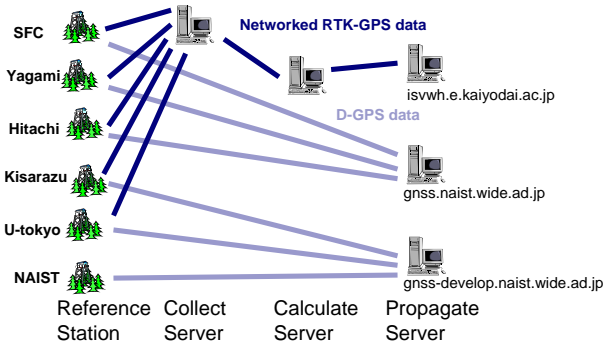 Networked RTK-GPS data
SFC
Yagami
isvwh.e.kaiyodai.ac.jp
D-GPS data
Hitachi
Kisarazu
gnss.naist.wide.ad.jp
U-tokyo
NAIST
gnss-develop.naist.wide.ad.jp
Reference Station
Collect Server
Calculate Server
Propagate Server